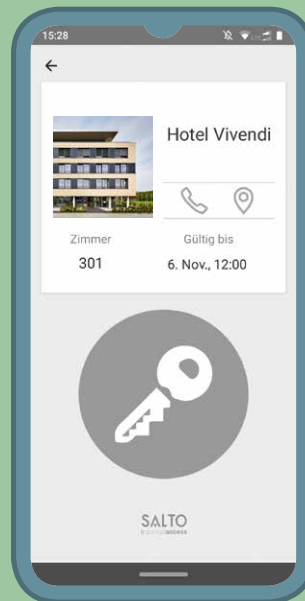 15:28
Hotel Vivendi
Zimmer
Gültig bis
301
6. Nov., 12:00
SALTO